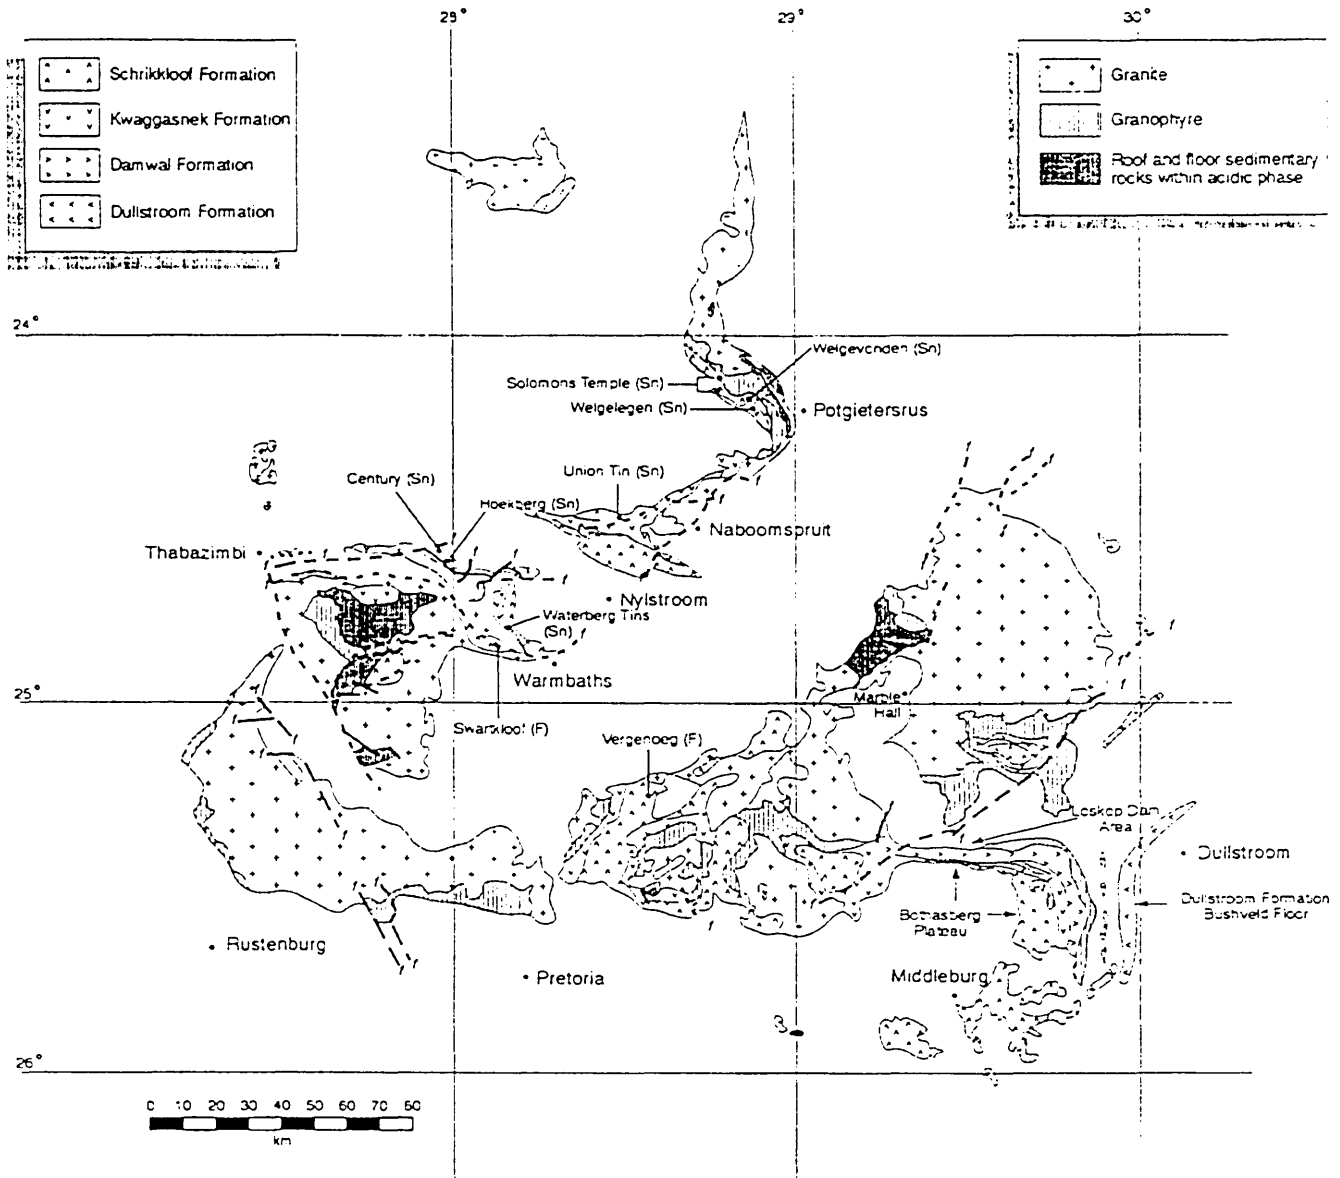 28°
29°
30°
Schrikkloof Formation
Kwaggasnek Formation
Damwal Formation
Dullstroom Formation
Granite
Granophyre
Roof and floor sedimentary
rocks within acidic phase
24°
Welgevonden (Sn)
Solomons Temple (Sn)
Welgelegen (Sn)
Potgietersrus
Union Tin (Sn)
Century (Sn)
Hoekberg (Sn)
Naboomspruit
Thabazimbi
Nylstroom
Waterberg Tins
(Sn)
Warmbaths
25°
Marble
Hall
Swartkloof (F)
Vergenoeg (F)
Loskop Dam
Area
Dullstroom
Dullstroom Formation
Bushveld Floor
Bothasberg
Plateau
Rustenburg
Pretoria
Middleburg
26°
0 10 20 30 40 50 60 70 80
km